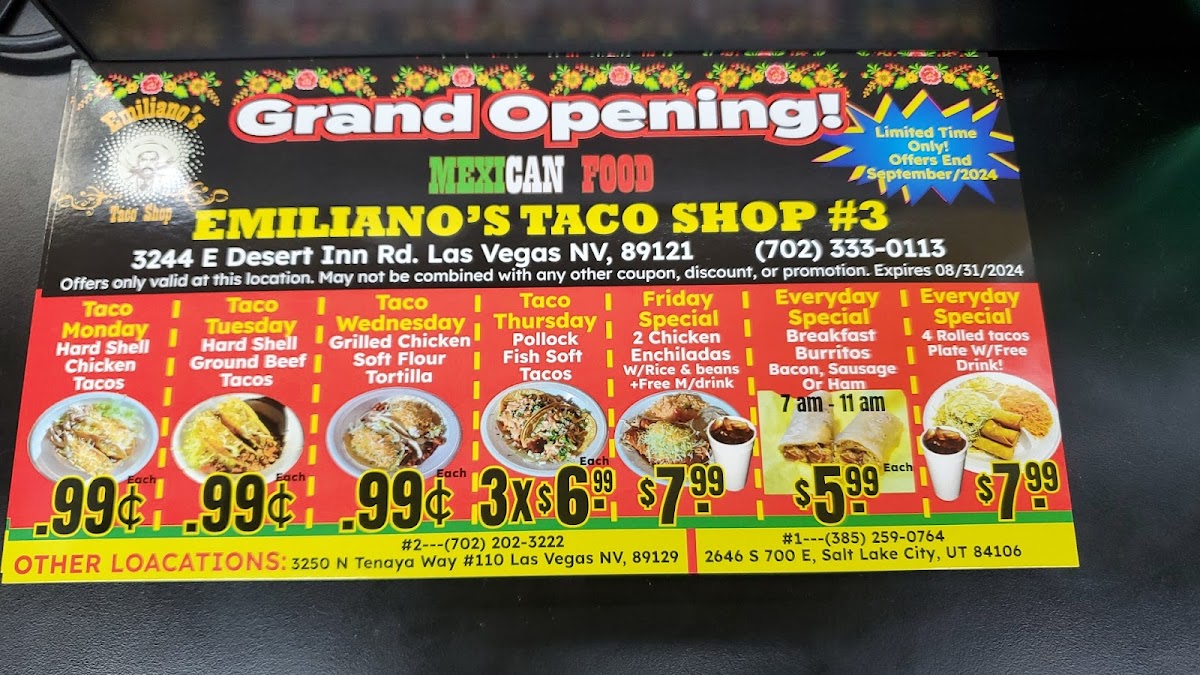 Emiliano's
Taco Shop
Grand Opening!
Limited Time
Only!
Offers End
September/2024
MEXICAN FOOD
EMILIANO'S TACO SHOP #3
3244 E Desert Inn Rd. Las Vegas NV, 89121 (702) 333-0113
Offers only valid at this location. May not be combined with any other coupon, discount, or promotion. Expires 08/31/2024
Taco
Monday
Hard Shell
Chicken
Tacos
.99¢ Each
Taco
Tuesday
Hard Shell
Ground Beef
Tacos
.99¢ Each
Taco
Wednesday
Grilled Chicken
Soft Flour
Tortilla
.99¢ Each
Taco
Thursday
Pollock
Fish Soft
Tacos
3X$6.99 Each
Friday
Special
2 Chicken
Enchiladas
W/Rice & beans
+Free M/drink
$7.99
Everyday
Special
Breakfast
Burritos
Bacon, Sausage
Or Ham
7 am - 11 am
$5.99 Each
Everyday
Special
4 Rolled tacos
Plate W/Free
Drink!
$7.99
OTHER LOACATIONS:
#2---(702) 202-3222
3250 N Tenaya Way #110 Las Vegas NV, 89129
#1---(385) 259-0764
2646 S 700 E, Salt Lake City, UT 84106